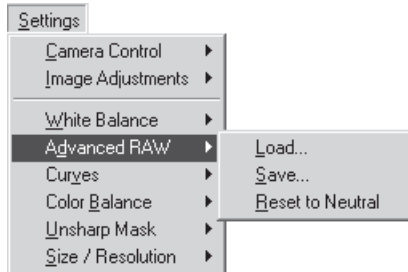 Settings
Camera Control
Image Adjustments
White Balance
Advanced RAW
Load...
Save...
Reset to Neutral
Curves
Color Balance
Unsharp Mask
Size / Resolution